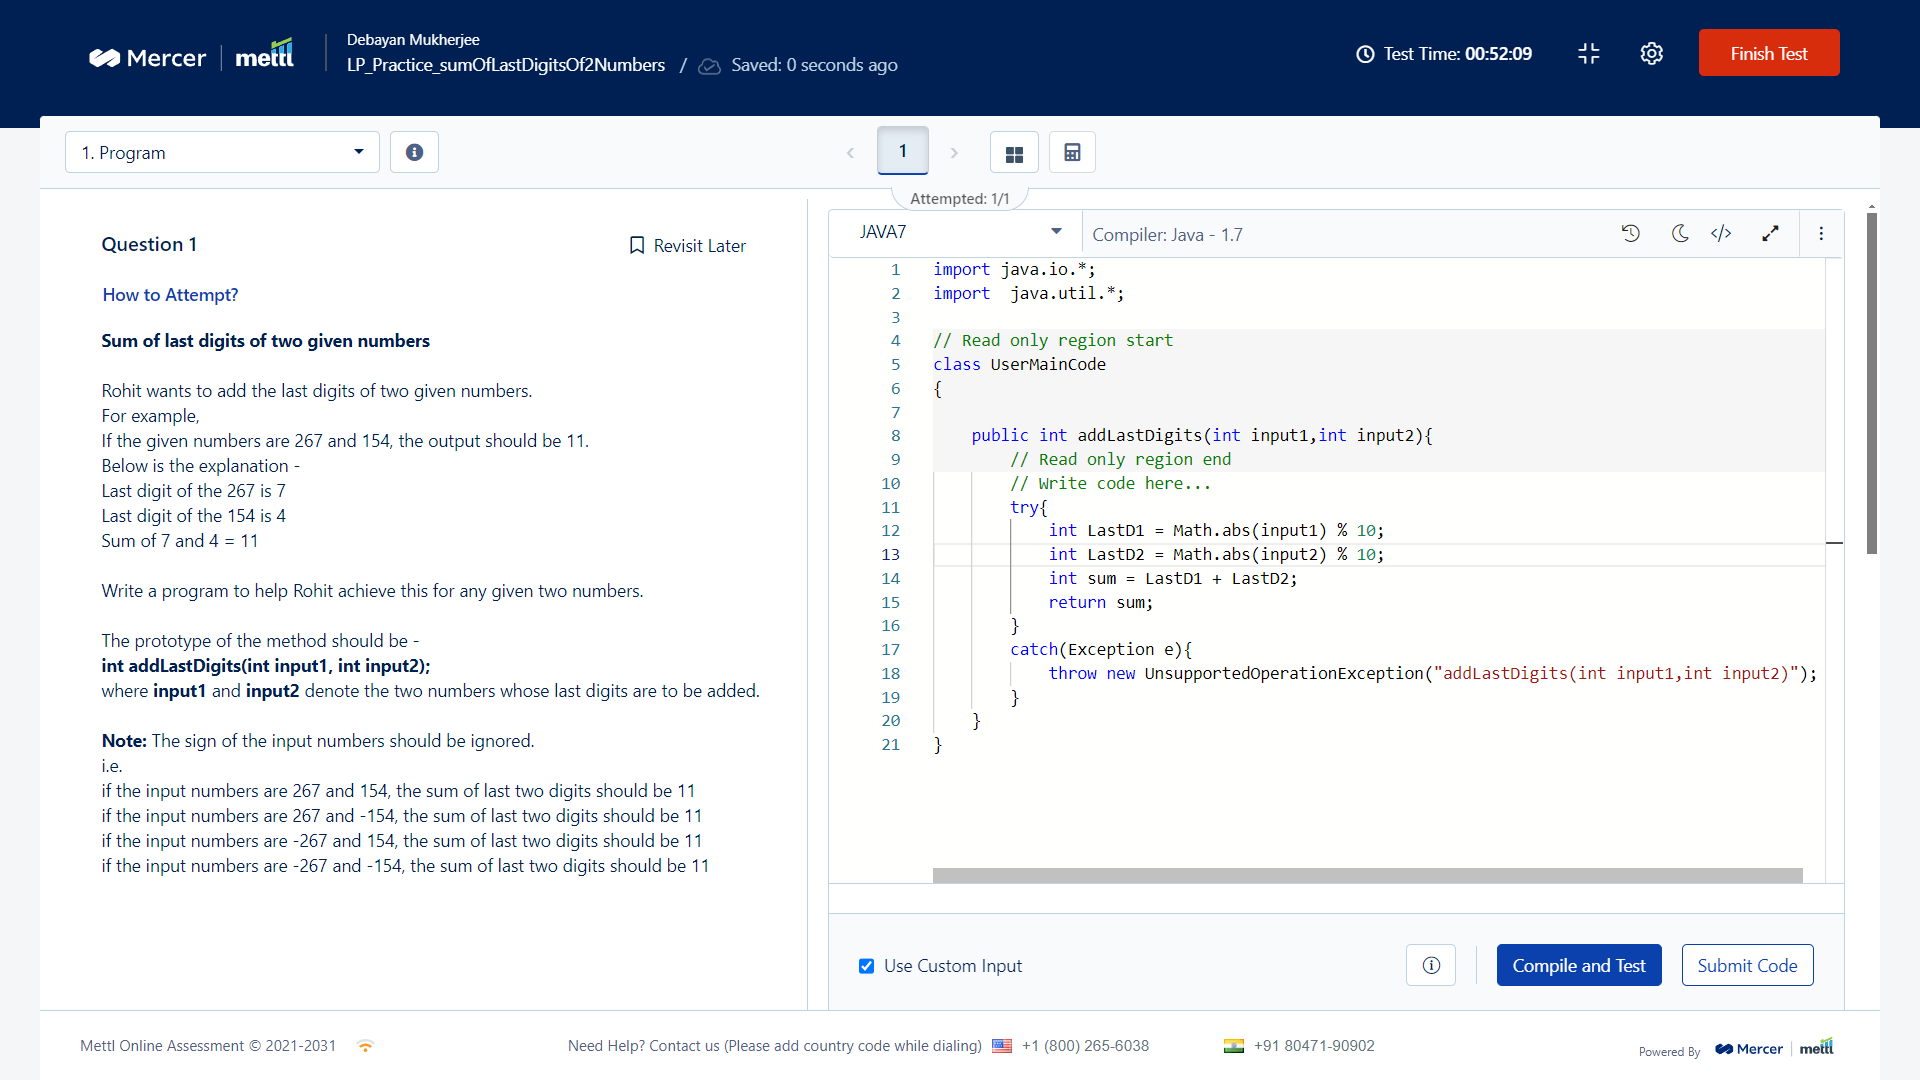 Mercer mettl
Debayan Mukherjee
LP_Practice_sumOfLastDigitsOf2Numbers / Saved: 0 seconds ago
Test Time: 00:52:09
Finish Test
1. Program
1
Attempted: 1/1
Question 1
Revisit Later
How to Attempt?
Sum of last digits of two given numbers
Rohit wants to add the last digits of two given numbers.
For example,
If the given numbers are 267 and 154, the output should be 11.
Below is the explanation -
Last digit of the 267 is 7
Last digit of the 154 is 4
Sum of 7 and 4 = 11
Write a program to help Rohit achieve this for any given two numbers.
The prototype of the method should be -
int addLastDigits(int input1, int input2);
where input1 and input2 denote the two numbers whose last digits are to be added.
Note: The sign of the input numbers should be ignored.
i.e.
if the input numbers are 267 and 154, the sum of last two digits should be 11
if the input numbers are 267 and -154, the sum of last two digits should be 11
if the input numbers are -267 and 154, the sum of last two digits should be 11
if the input numbers are -267 and -154, the sum of last two digits should be 11
JAVA7
Compiler: Java - 1.7
1 import java.io.*;
2 import  java.util.*;
3
4 // Read only region start
5 class UserMainCode
6 {
7
8     public int addLastDigits(int input1,int input2){
9         // Read only region end
10         // Write code here...
11         try{
12             int LastD1 = Math.abs(input1) % 10;
13             int LastD2 = Math.abs(input2) % 10;
14             int sum = LastD1 + LastD2;
15             return sum;
16         }
17         catch(Exception e){
18             throw new UnsupportedOperationException("addLastDigits(int input1,int input2)");
19         }
20     }
21 }
Use Custom Input
Compile and Test
Submit Code
Mettl Online Assessment © 2021-2031
Need Help? Contact us (Please add country code while dialing) +1 (800) 265-6038
+91 80471-90902
Powered By Mercer mettl